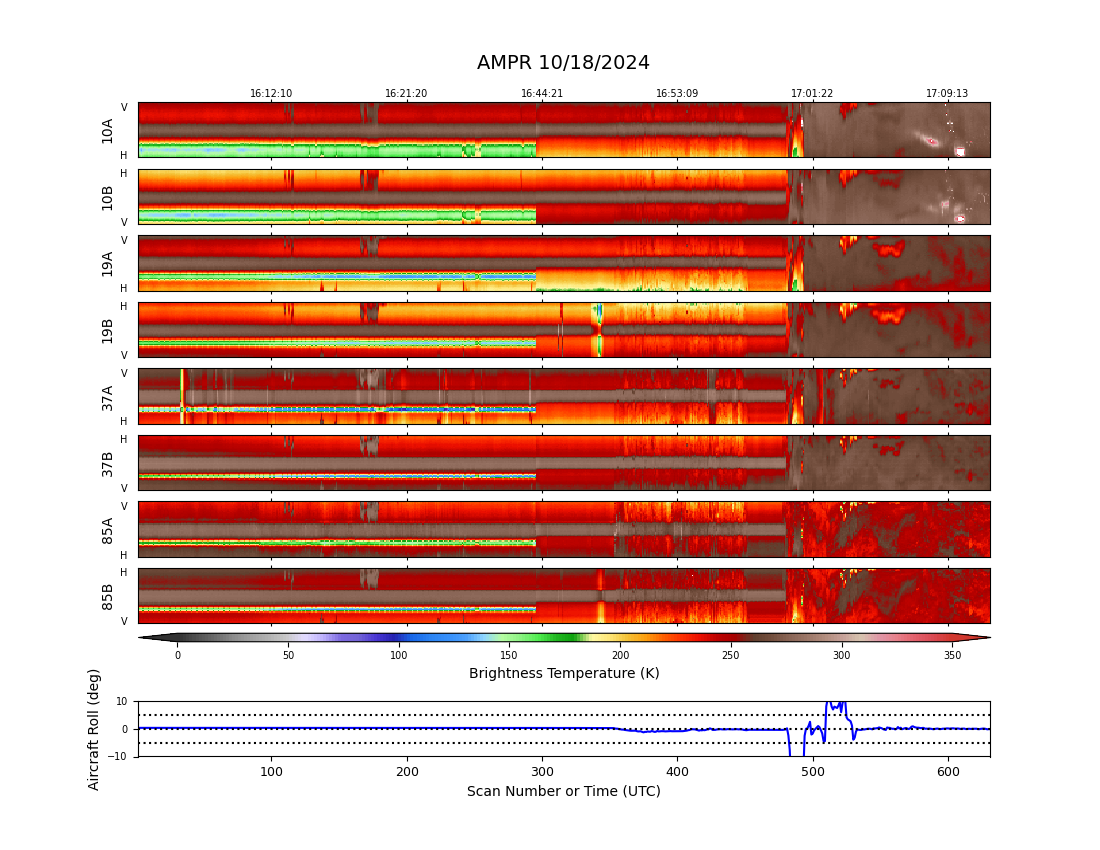 AMPR 10/18/2024
16:12:10 16:21:20 16:44:21 16:53:09 17:01:22 17:09:13
V
10A
H
H
10B
V
V
19A
H
H
19B
V
V
37A
H
H
37B
V
V
85A
H
H
85B
V
0 50 100 150 200 250 300 350
Brightness Temperature (K)
Aircraft Roll (deg)
10
0
−10
100 200 300 400 500 600
Scan Number or Time (UTC)